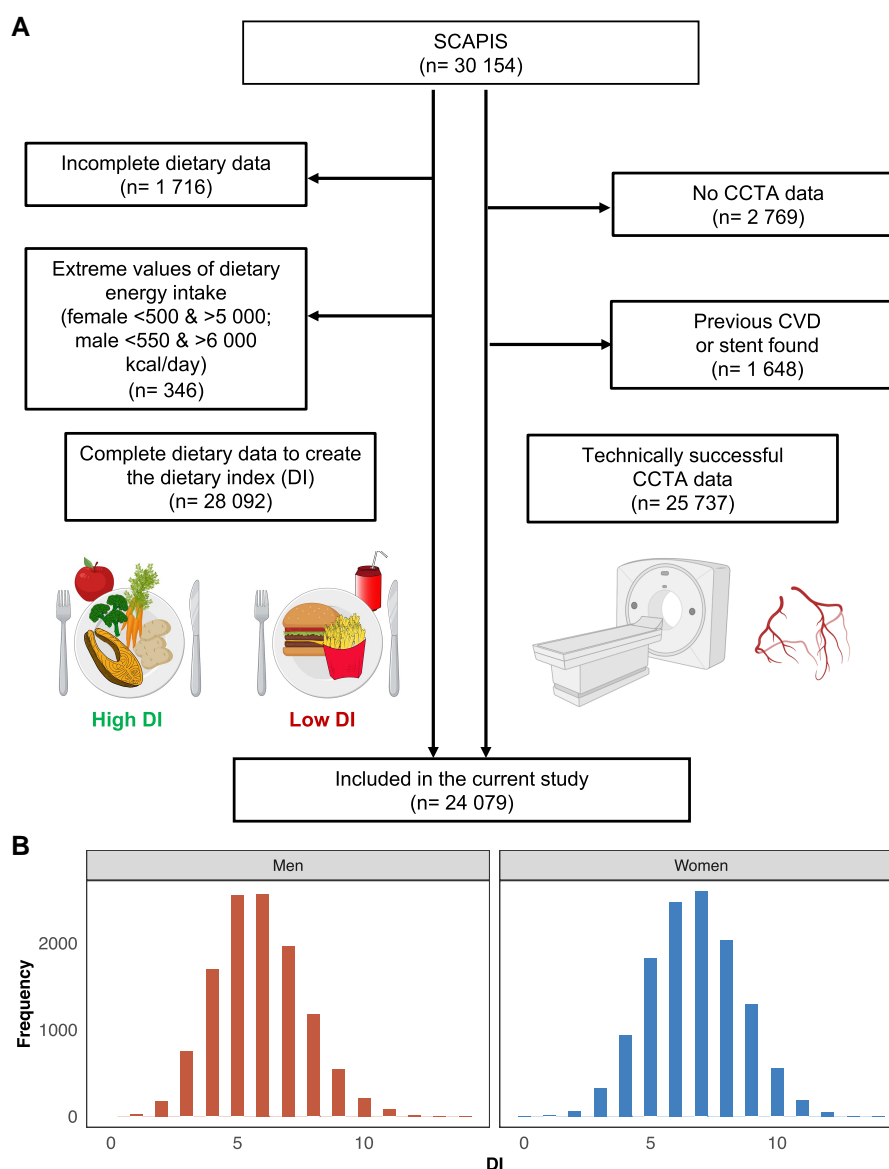 A
SCAPIS
(n= 30 154)
Incomplete dietary data
(n= 1 716)
No CCTA data
(n= 2 769)
Extreme values of dietary
energy intake
(female <500 & >5 000;
male <550 & >6 000
kcal/day)
(n= 346)
Previous CVD
or stent found
(n= 1 648)
Complete dietary data to create
the dietary index (DI)
(n= 28 092)
Technically successful
CCTA data
(n= 25 737)
High DI
Low DI
Included in the current study
(n= 24 079)
B
Men
Women
Frequency
2000
1000
0
0 5 10
0 5 10
DI